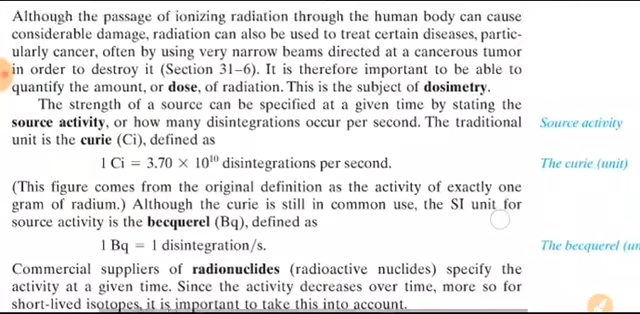 Although the passage of ionizing radiation through the human body can cause
considerable damage, radiation can also be used to treat certain diseases, partic-
ularly cancer, often by using very narrow beams directed at a cancerous tumor
in order to destroy it (Section 31–6). It is therefore important to be able to
quantify the amount, or dose, of radiation. This is the subject of dosimetry.
The strength of a source can be specified at a given time by stating the
source activity, or how many disintegrations occur per second. The traditional Source activity
unit is the curie (Ci), defined as
1 Ci = 3.70 × 10¹⁰ disintegrations per second. The curie (unit)
(This figure comes from the original definition as the activity of exactly one
gram of radium.) Although the curie is still in common use, the SI unit for
source activity is the becquerel (Bq), defined as
1 Bq = 1 disintegration/s. The becquerel (un
Commercial suppliers of radionuclides (radioactive nuclides) specify the
activity at a given time. Since the activity decreases over time, more so for
short-lived isotopes, it is important to take this into account.